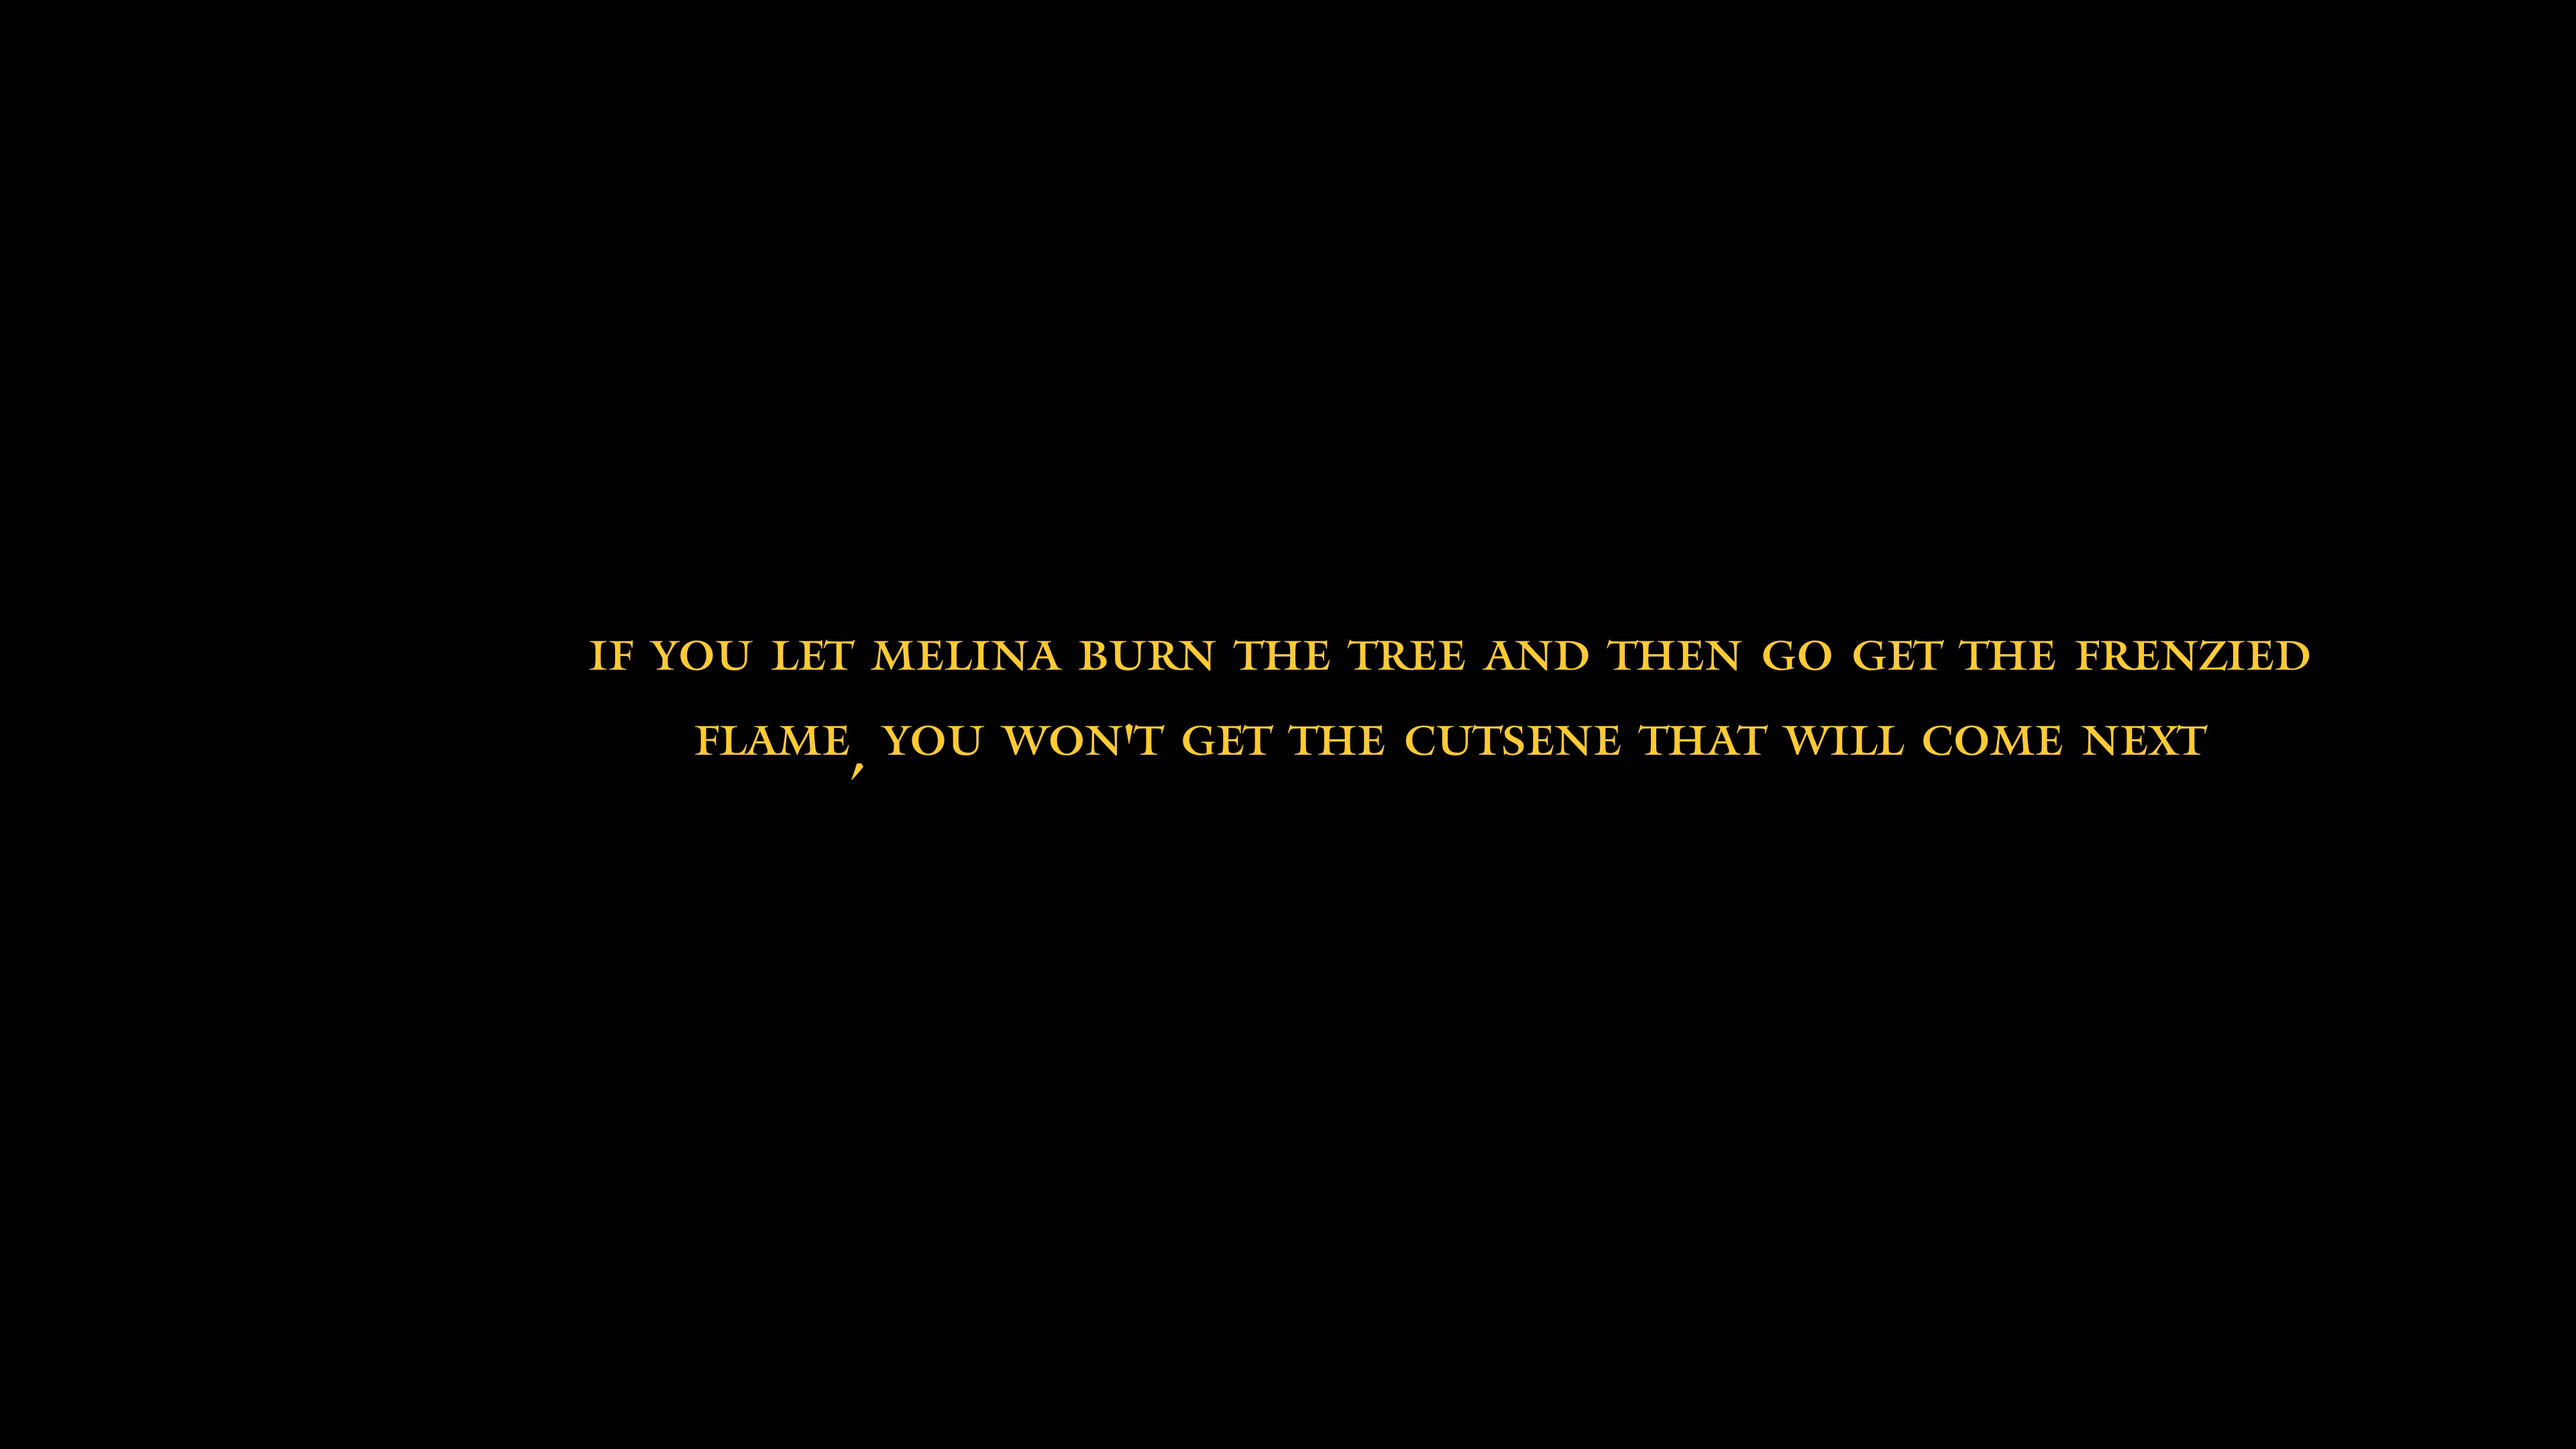 IF YOU LET MELINA BURN THE TREE AND THEN GO GET THE FRENZIED
FLAME, YOU WON'T GET THE CUTSENE THAT WILL COME NEXT